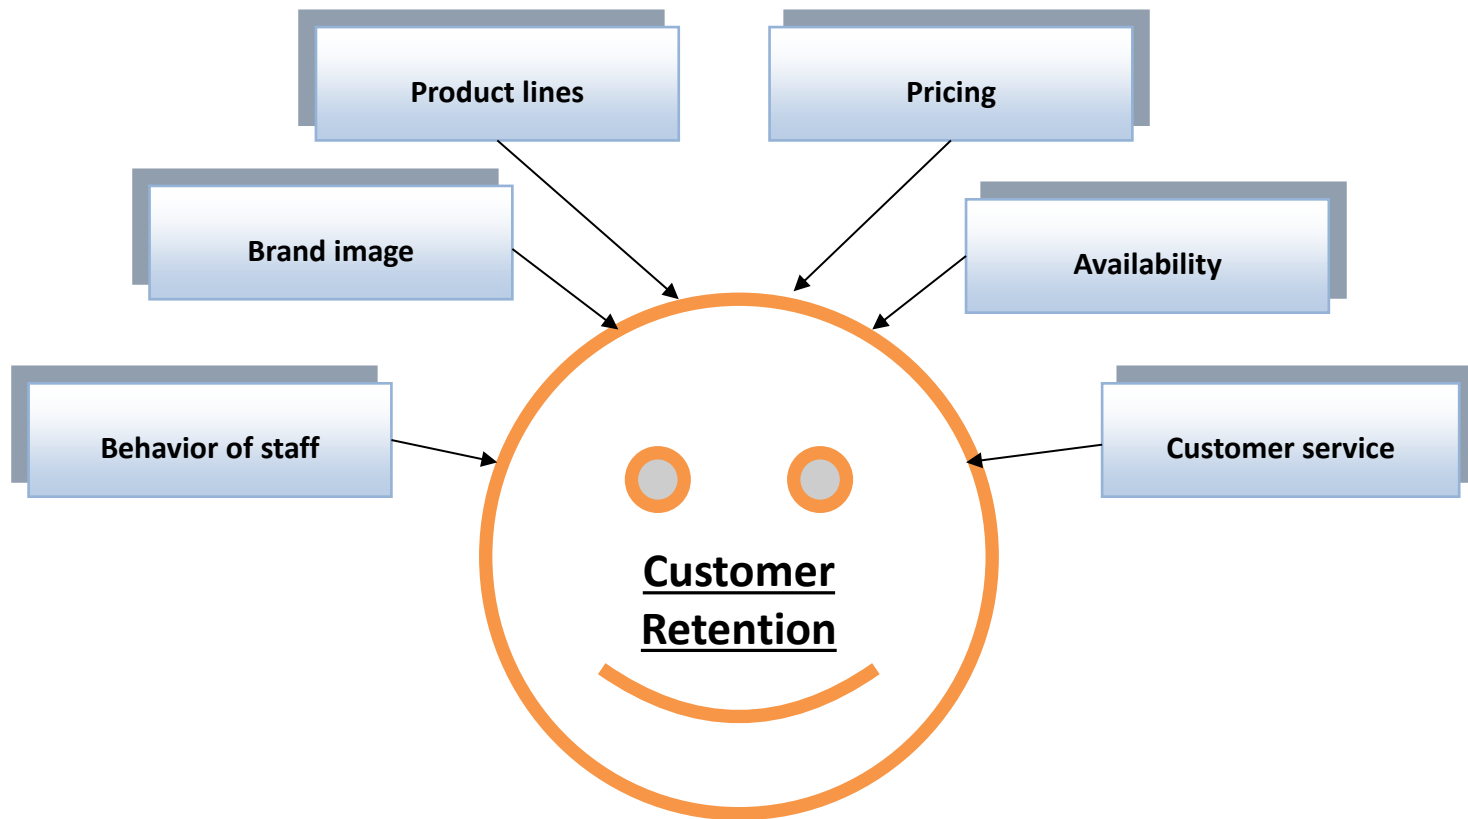 Product lines
Pricing
Brand image
Availability
Behavior of staff
Customer service
Customer
Retention